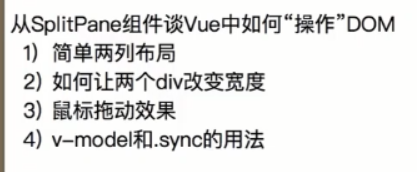 从SplitPane组件谈Vue中如何“操作”DOM
1）简单两列布局
2）如何让两个div改变宽度
3）鼠标拖动效果
4）v-model和.sync的用法